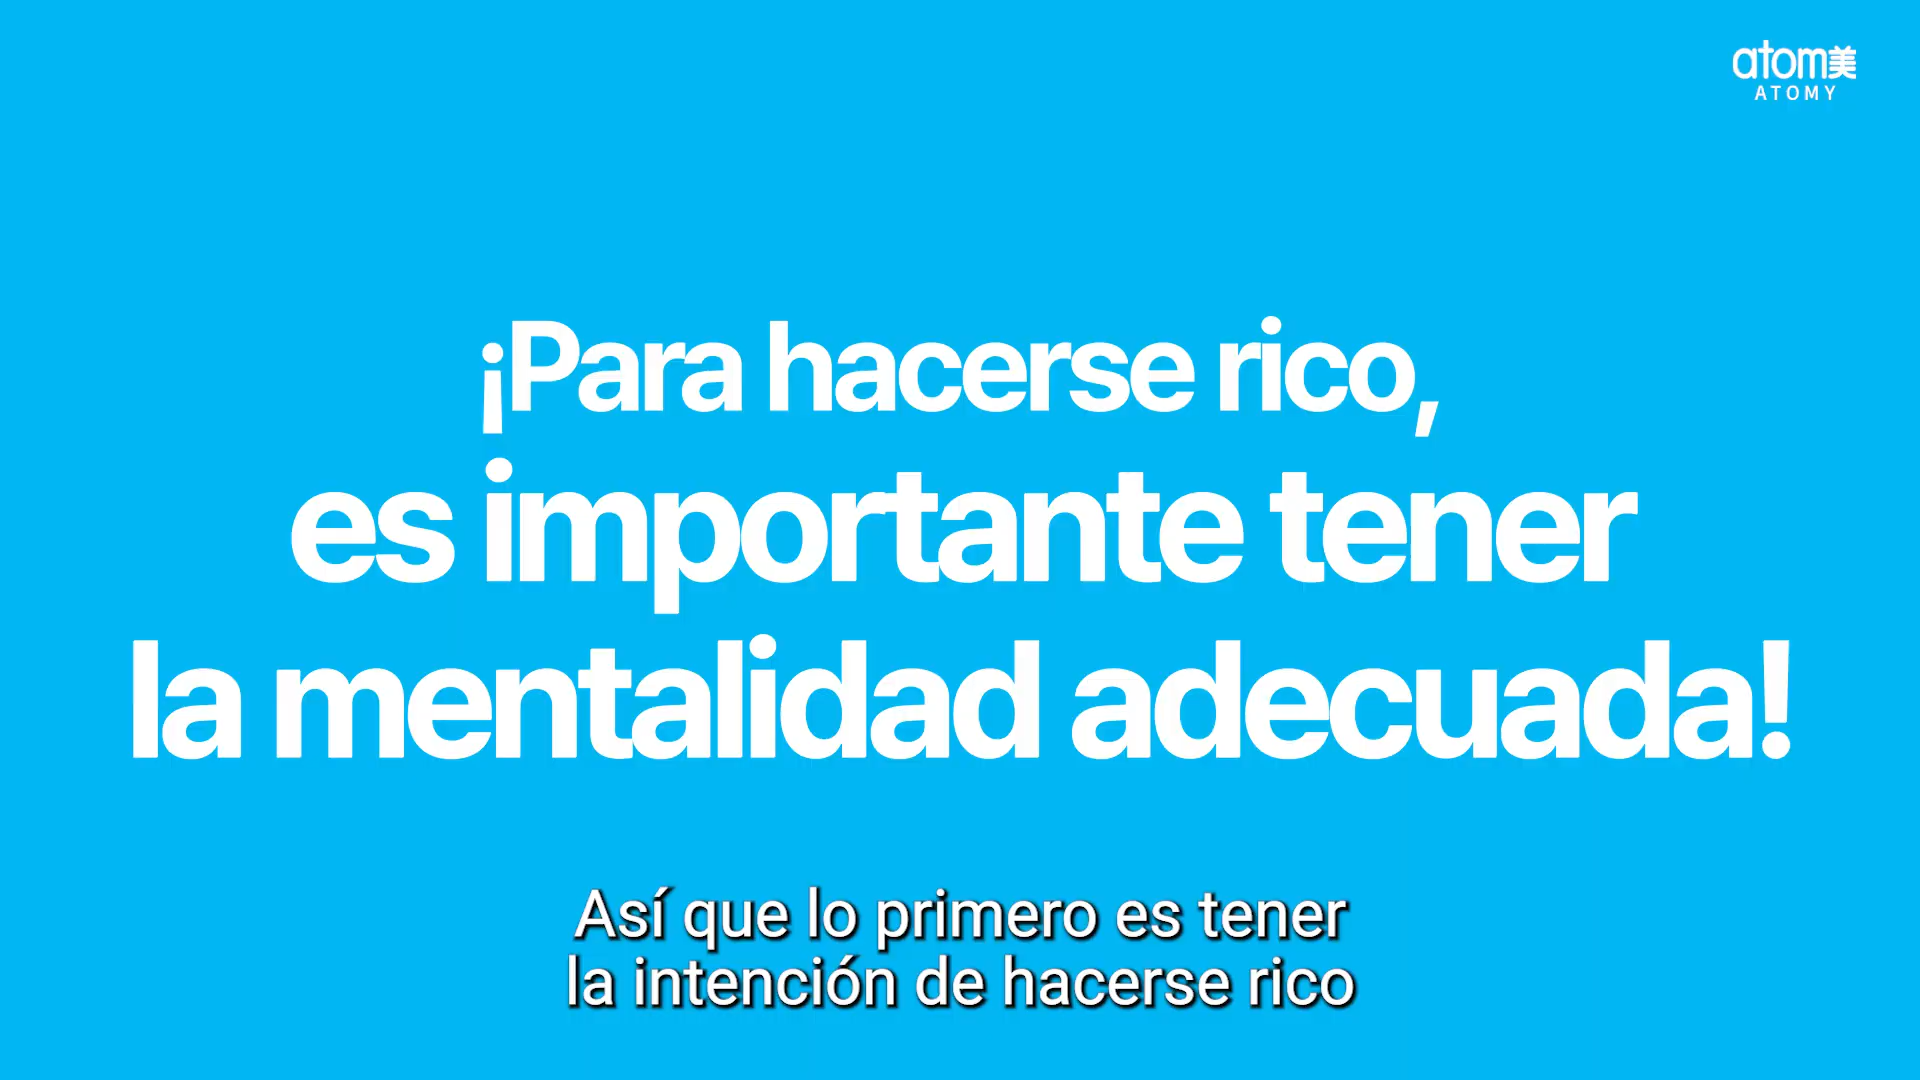 atom美
ATOMY
¡Para hacerse rico,
es importante tener
la mentalidad adecuada!
Así que lo primero es tener
la intención de hacerse rico